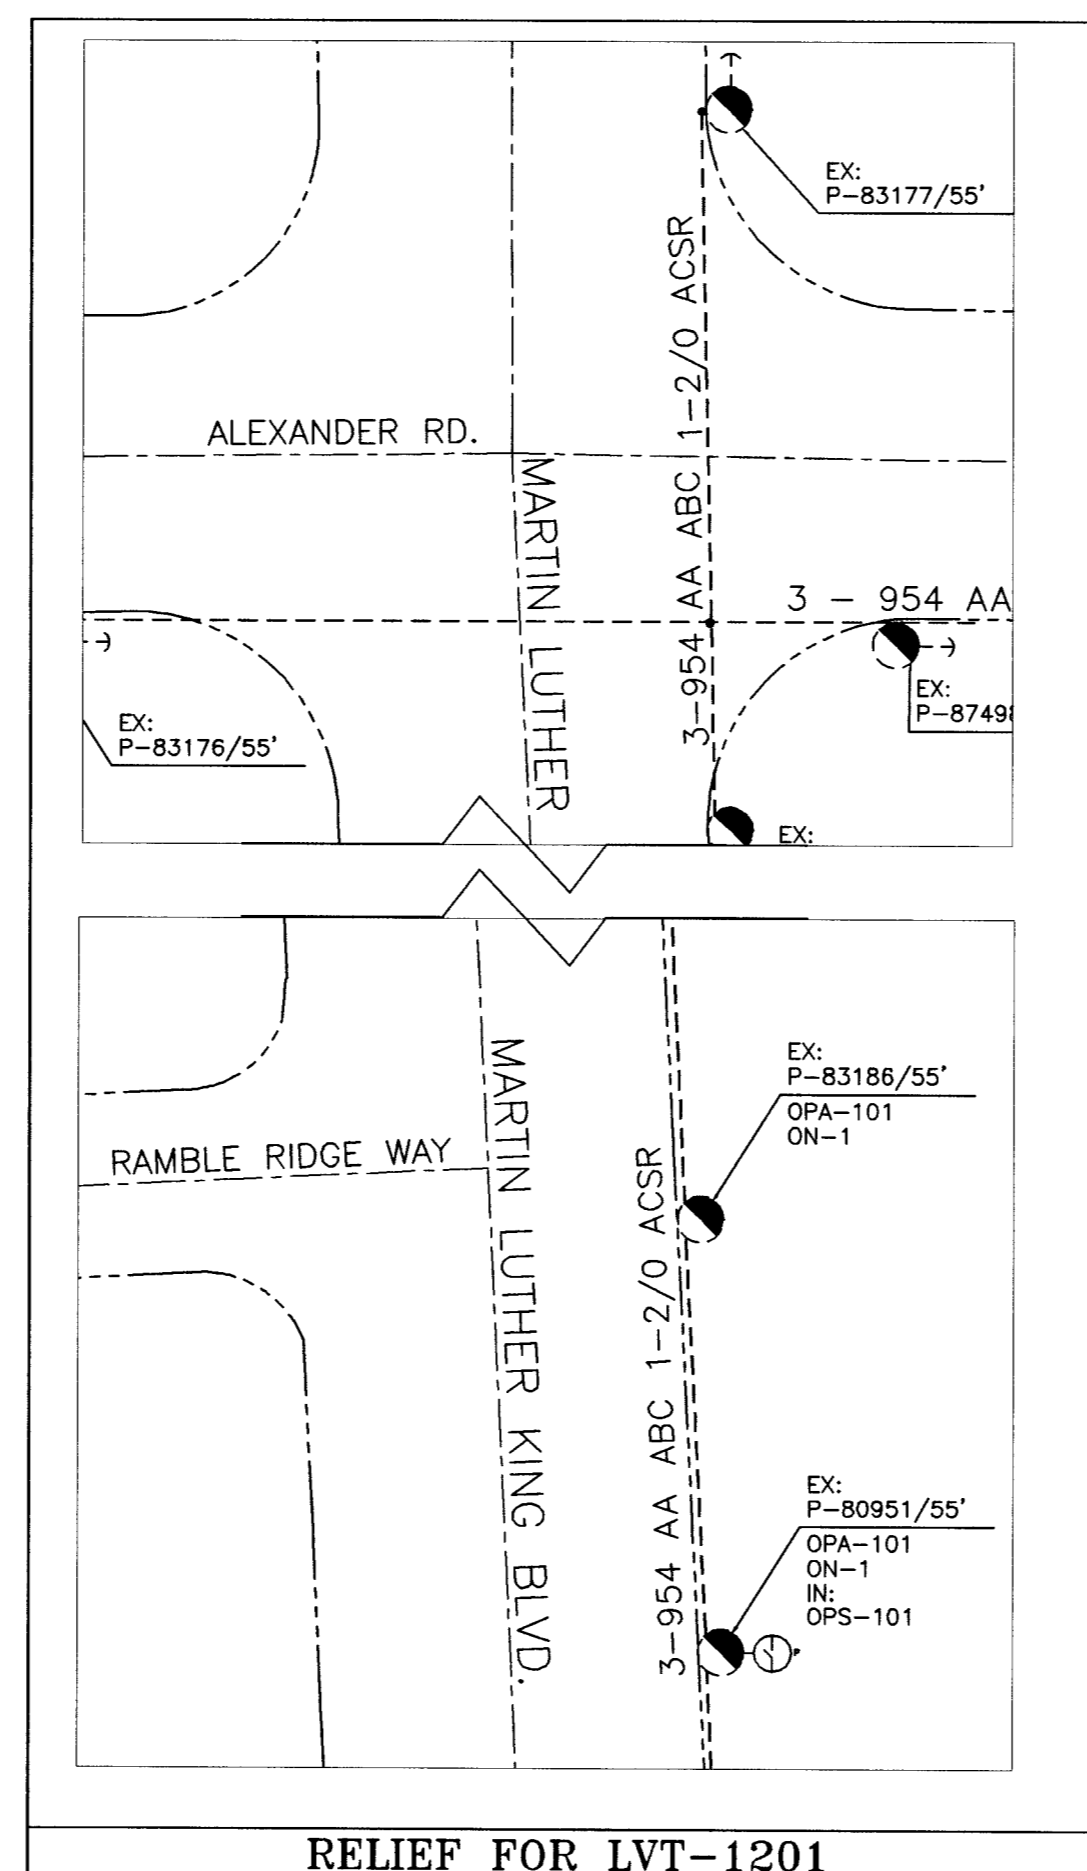 EX:
P-83177/55'
3-954 AA ABC 1-2/0 ACSR
ALEXANDER RD.
MARTIN LUTHER
3 - 954 AA
EX:
P-8749
EX:
P-83176/55'
EX:
EX:
P-83186/55'
OPA-101
ON-1
RAMBLE RIDGE WAY
MARTIN LUTHER KING BLVD.
3-954 AA ABC 1-2/0 ACSR
EX:
P-80951/55'
OPA-101
ON-1
IN:
OPS-101
RELIEF FOR LVT-1201